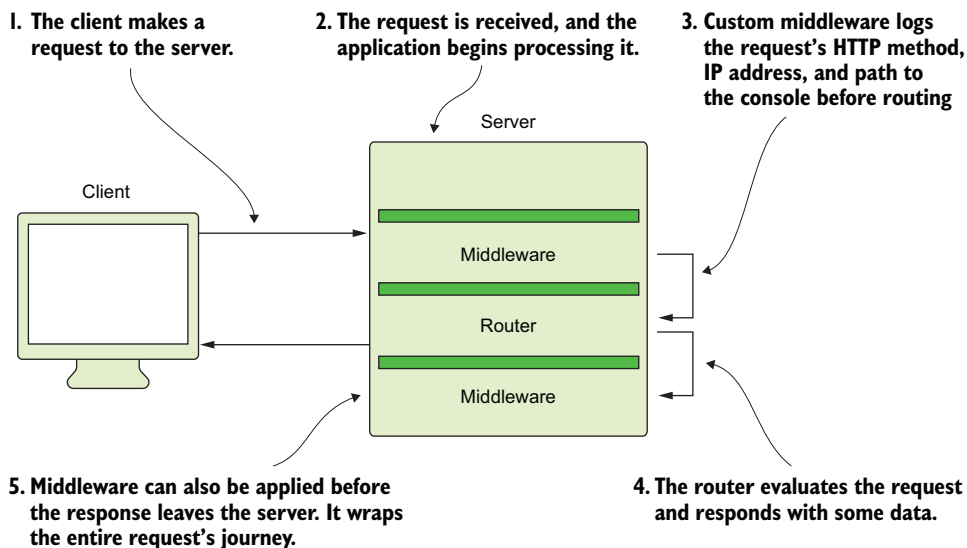 1. The client makes a
request to the server.
2. The request is received, and the
application begins processing it.
3. Custom middleware logs
the request's HTTP method,
IP address, and path to
the console before routing
Server
Client
Middleware
Router
Middleware
5. Middleware can also be applied before
the response leaves the server. It wraps
the entire request's journey.
4. The router evaluates the request
and responds with some data.